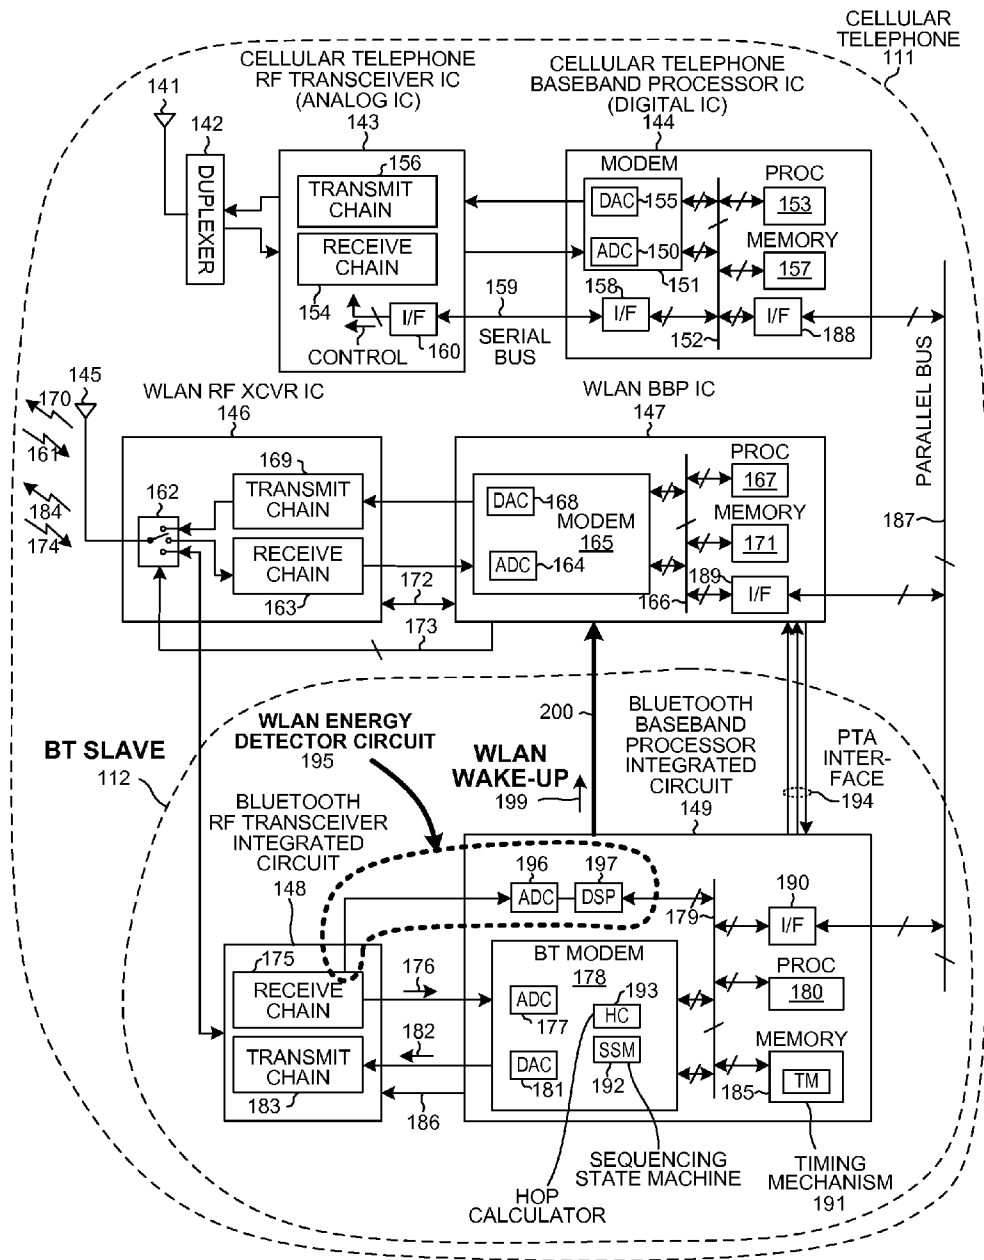 CELLULAR
TELEPHONE
111
CELLULAR TELEPHONE
RF TRANSCEIVER IC
(ANALOG IC)
143
CELLULAR TELEPHONE
BASEBAND PROCESSOR IC
(DIGITAL IC)
144
141
142
DUPLEXER
156
TRANSMIT
CHAIN
RECEIVE
CHAIN
154
I/F
160
CONTROL
159
SERIAL
BUS
MODEM
DAC
155
ADC
150
151
158
I/F
152
PROC
153
MEMORY
157
I/F
188
PARALLEL BUS
187
145
170
161
184
174
WLAN RF XCVR IC
146
162
169
TRANSMIT
CHAIN
RECEIVE
CHAIN
163
172
173
WLAN BBP IC
147
DAC
168
MODEM
165
ADC
164
166
PROC
167
MEMORY
171
189
I/F
BT SLAVE
112
WLAN ENERGY
DETECTOR CIRCUIT
195
WLAN
WAKE-UP
199
200
BLUETOOTH
BASEBAND
PROCESSOR
INTEGRATED
CIRCUIT
149
PTA
INTER-
FACE
194
BLUETOOTH
RF TRANSCEIVER
INTEGRATED
CIRCUIT
148
196
ADC
197
DSP
179
190
I/F
175
RECEIVE
CHAIN
176
TRANSMIT
CHAIN
183
182
186
BT MODEM
178
ADC
177
193
HC
DAC
181
SSM
192
PROC
180
MEMORY
185
TM
HOP
CALCULATOR
SEQUENCING
STATE MACHINE
TIMING
MECHANISM
191